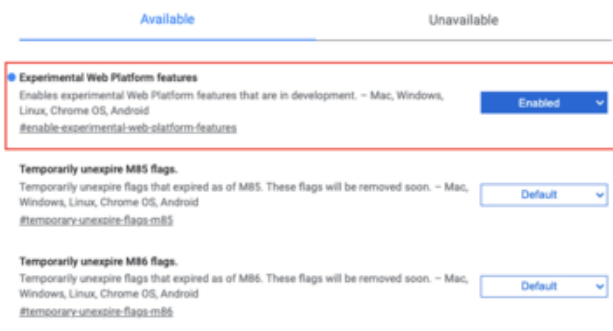 Available
Unavailable
Experimental Web Platform features
Enables experimental Web Platform features that are in development. – Mac, Windows,
Linux, Chrome OS, Android
#enable-experimental-web-platform-features
Enabled
Temporarily unexpire M85 flags.
Temporarily unexpire flags that expired as of M85. These flags will be removed soon. – Mac,
Windows, Linux, Chrome OS, Android
#temporary-unexpire-flags-m85
Default
Temporarily unexpire M86 flags.
Temporarily unexpire flags that expired as of M86. These flags will be removed soon. – Mac,
Windows, Linux, Chrome OS, Android
#temporary-unexpire-flags-m86
Default